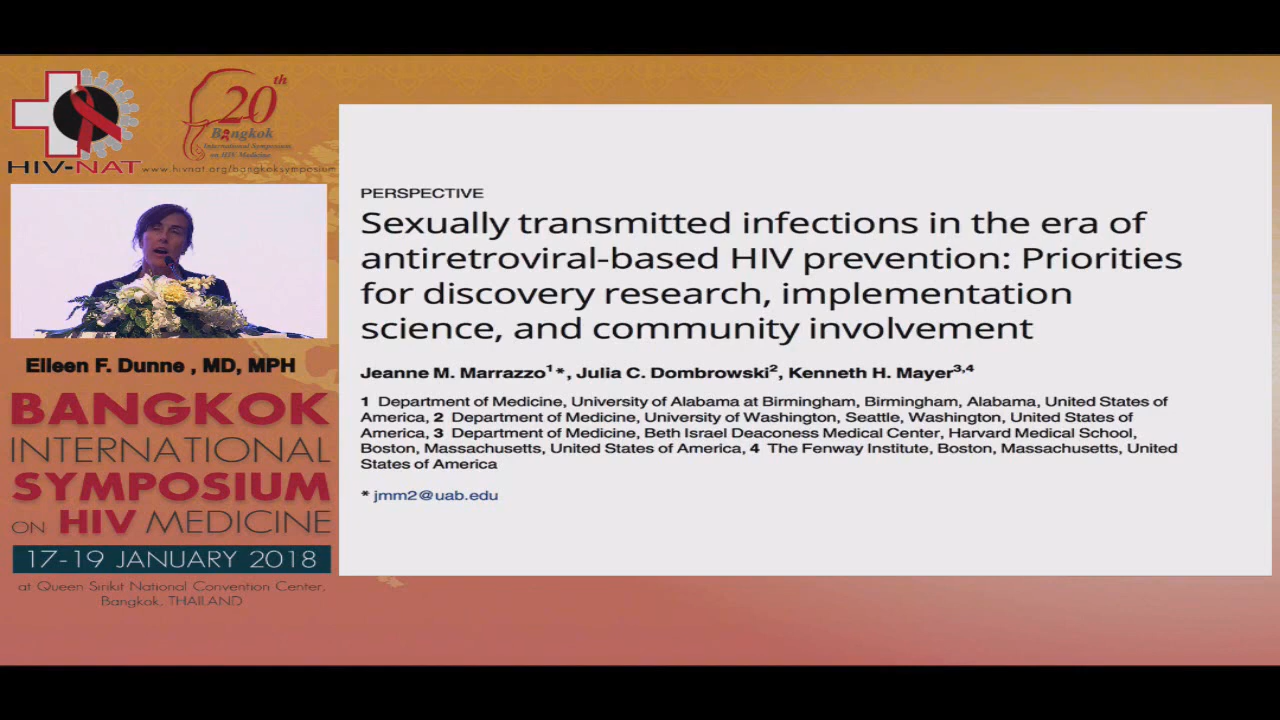 HIV-NAT
20th
Bangkok
International Symposium
on HIV Medicine
www.hivnat.org/bangkoksymposium
Eileen F. Dunne , MD, MPH
BANGKOK
INTERNATIONAL
SYMPOSIUM
ON HIV MEDICINE
17-19 JANUARY 2018
at Queen Sirikit National Convention Center,
Bangkok, THAILAND
PERSPECTIVE
Sexually transmitted infections in the era of
antiretroviral-based HIV prevention: Priorities
for discovery research, implementation
science, and community involvement
Jeanne M. Marrazzo1*, Julia C. Dombrowski2, Kenneth H. Mayer3,4
1 Department of Medicine, University of Alabama at Birmingham, Birmingham, Alabama, United States of
America, 2 Department of Medicine, University of Washington, Seattle, Washington, United States of
America, 3 Department of Medicine, Beth Israel Deaconess Medical Center, Harvard Medical School,
Boston, Massachusetts, United States of America, 4 The Fenway Institute, Boston, Massachusetts, United
States of America
* jmm2@uab.edu